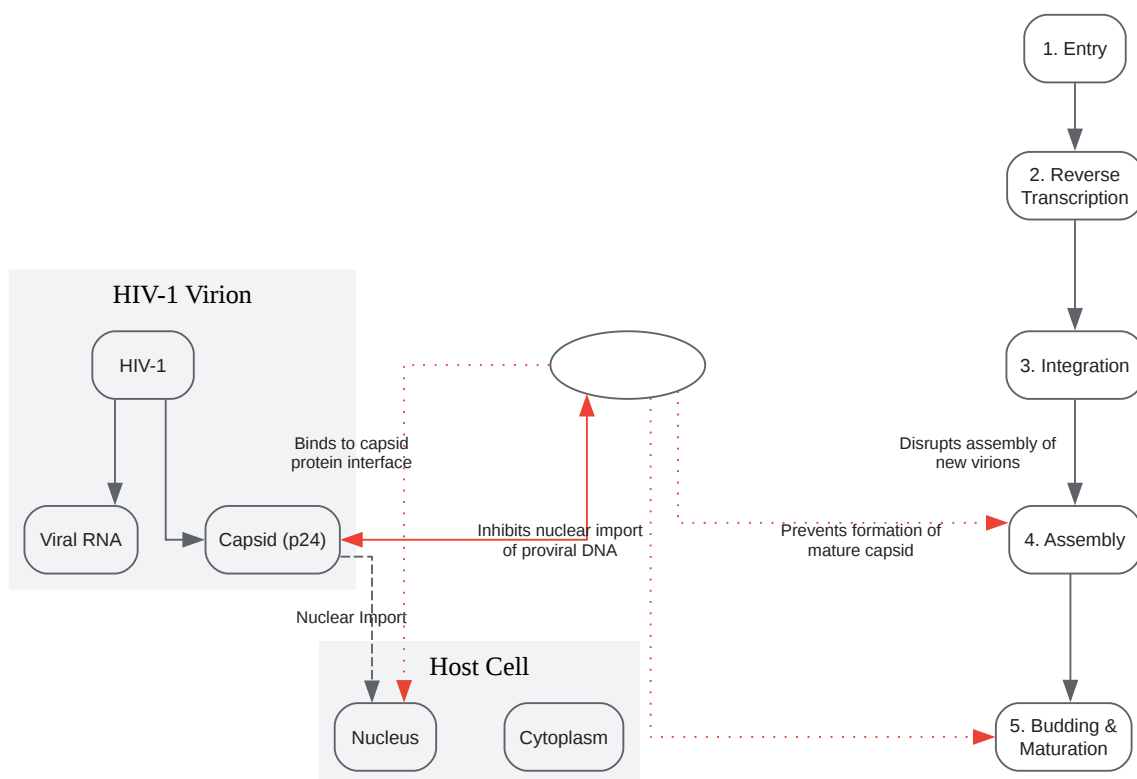 1. Entry
2. Reverse
Transcription
HIV-1 Virion
HIV-1
3. Integration
Binds to capsid
protein interface
Disrupts assembly of
new virions
Viral RNA
Capsid (p24)
Inhibits nuclear import
of proviral DNA
Prevents formation of
mature capsid
4. Assembly
Nuclear Import
Host Cell
Nucleus
Cytoplasm
5. Budding &
Maturation